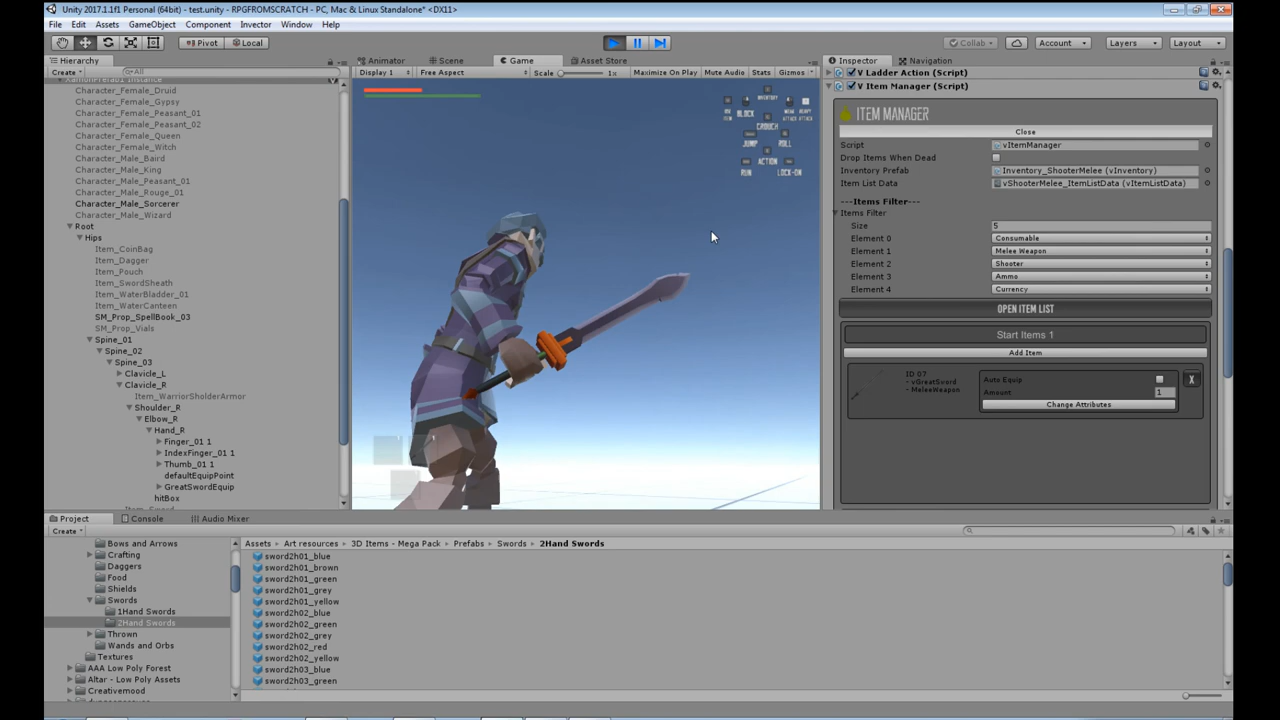 Unity 2017.1.1f1 Personal (64bit) - test.unity - RPGFROMSCRATCH - PC, Mac & Linux Standalone* <DX11>
File Edit Assets GameObject Component Invector Window Help
Pivot Local Collab Account Layers Layout
Hierarchy
Create All
Character_Female_Druid
Character_Female_Gypsy
Character_Female_Peasant_01
Character_Female_Peasant_02
Character_Female_Queen
Character_Female_Witch
Character_Male_Baird
Character_Male_King
Character_Male_Peasant_01
Character_Male_Rouge_01
Character_Male_Sorcerer
Character_Male_Wizard
Root
Hips
Item_CoinBag
Item_Dagger
Item_Pouch
Item_SwordSheath
Item_WaterBladder_01
Item_WaterCanteen
SM_Prop_SpellBook_03
SM_Prop_Vials
Spine_01
Spine_02
Spine_03
Clavicle_L
Clavicle_R
Item_WarriorSholderArmor
Shoulder_R
Elbow_R
Hand_R
Finger_01 1
IndexFinger_01 1
Thumb_01 1
defaultEquipPoint
GreatSwordEquip
hitBox
Animator Scene Game Asset Store
Display 1 Free Aspect Scale 1x Maximize On Play Mute Audio Stats Gizmos
INVENTORY
BLOCK
CROUCH
JUMP
ROLL
ACTION
RUN
LOCK-ON
Inspector Navigation
V Ladder Action (Script)
V Item Manager (Script)
ITEM MANAGER
Close
Script vItemManager
Drop Items When Dead
Inventory Prefab Inventory_ShooterMelee (vInventory)
Item List Data vShooterMelee_ItemListData (vItemListData)
---Items Filter---
Items Filter
Size 5
Element 0 Consumable
Element 1 Melee Weapon
Element 2 Shooter
Element 3 Ammo
Element 4 Currency
OPEN ITEM LIST
Start Items 1
Add Item
ID 07
- vGreatSword
- MeleeWeapon
Auto Equip
Amount 1
Change Attributes
X
Project Console Audio Mixer
Create
Bows and Arrows
Crafting
Daggers
Food
Shields
Swords
1Hand Swords
2Hand Swords
Thrown
Wands and Orbs
Textures
AAA Low Poly Forest
Altar - Low Poly Assets
Creativemood
Assets Art resources 3D Items - Mega Pack Prefabs Swords 2Hand Swords
sword2h01_blue
sword2h01_brown
sword2h01_green
sword2h01_grey
sword2h01_yellow
sword2h02_blue
sword2h02_green
sword2h02_grey
sword2h02_red
sword2h02_yellow
sword2h03_blue
sword2h03_green